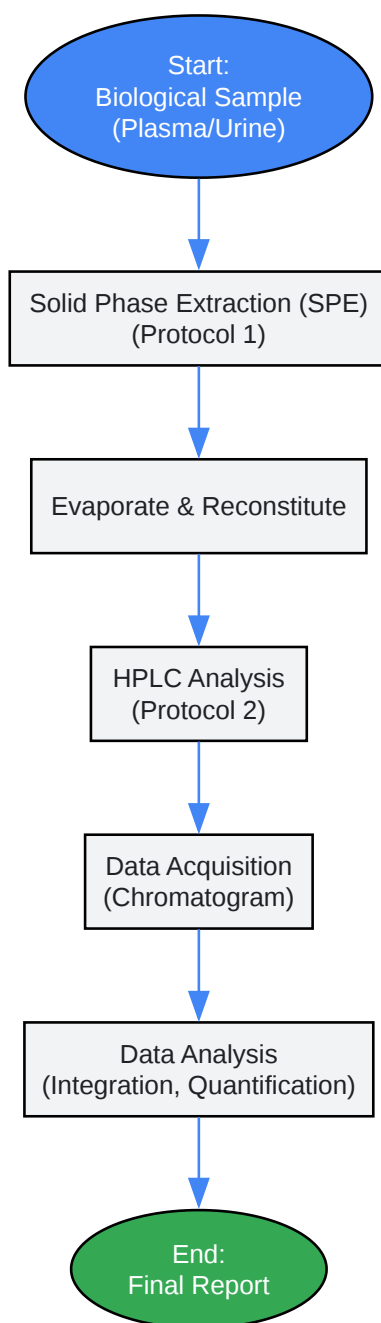 Start:
Biological Sample
(Plasma/Urine)
Solid Phase Extraction (SPE)
(Protocol 1)
Evaporate & Reconstitute
HPLC Analysis
(Protocol 2)
Data Acquisition
(Chromatogram)
Data Analysis
(Integration, Quantification)
End:
Final Report